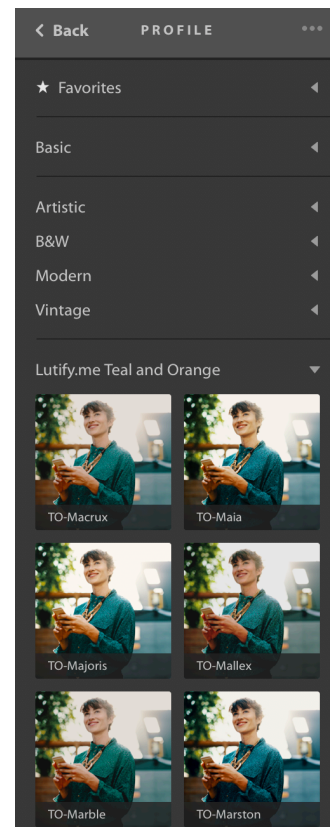 Back PROFILE
Favorites
Basic
Artistic
B&W
Modern
Vintage
Lutify.me Teal and Orange
TO-Macrux TO-Maia
TO-Majoris TO-Mallex
TO-Marble TO-Marston